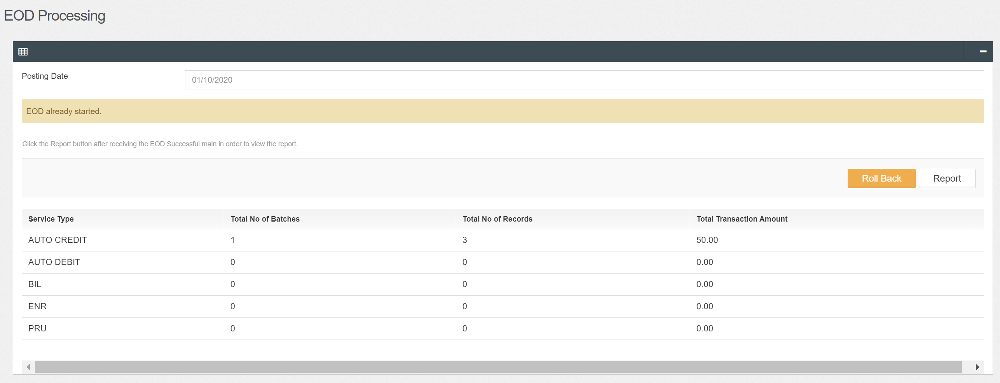 EOD Processing
Posting Date
01/10/2020
EOD already started.
Click the Report button after receiving the EOD Successful main in order to view the report.
Roll Back Report
Service Type Total No of Batches Total No of Records Total Transaction Amount
AUTO CREDIT 1 3 50.00
AUTO DEBIT 0 0 0.00
BIL 0 0 0.00
ENR 0 0 0.00
PRU 0 0 0.00